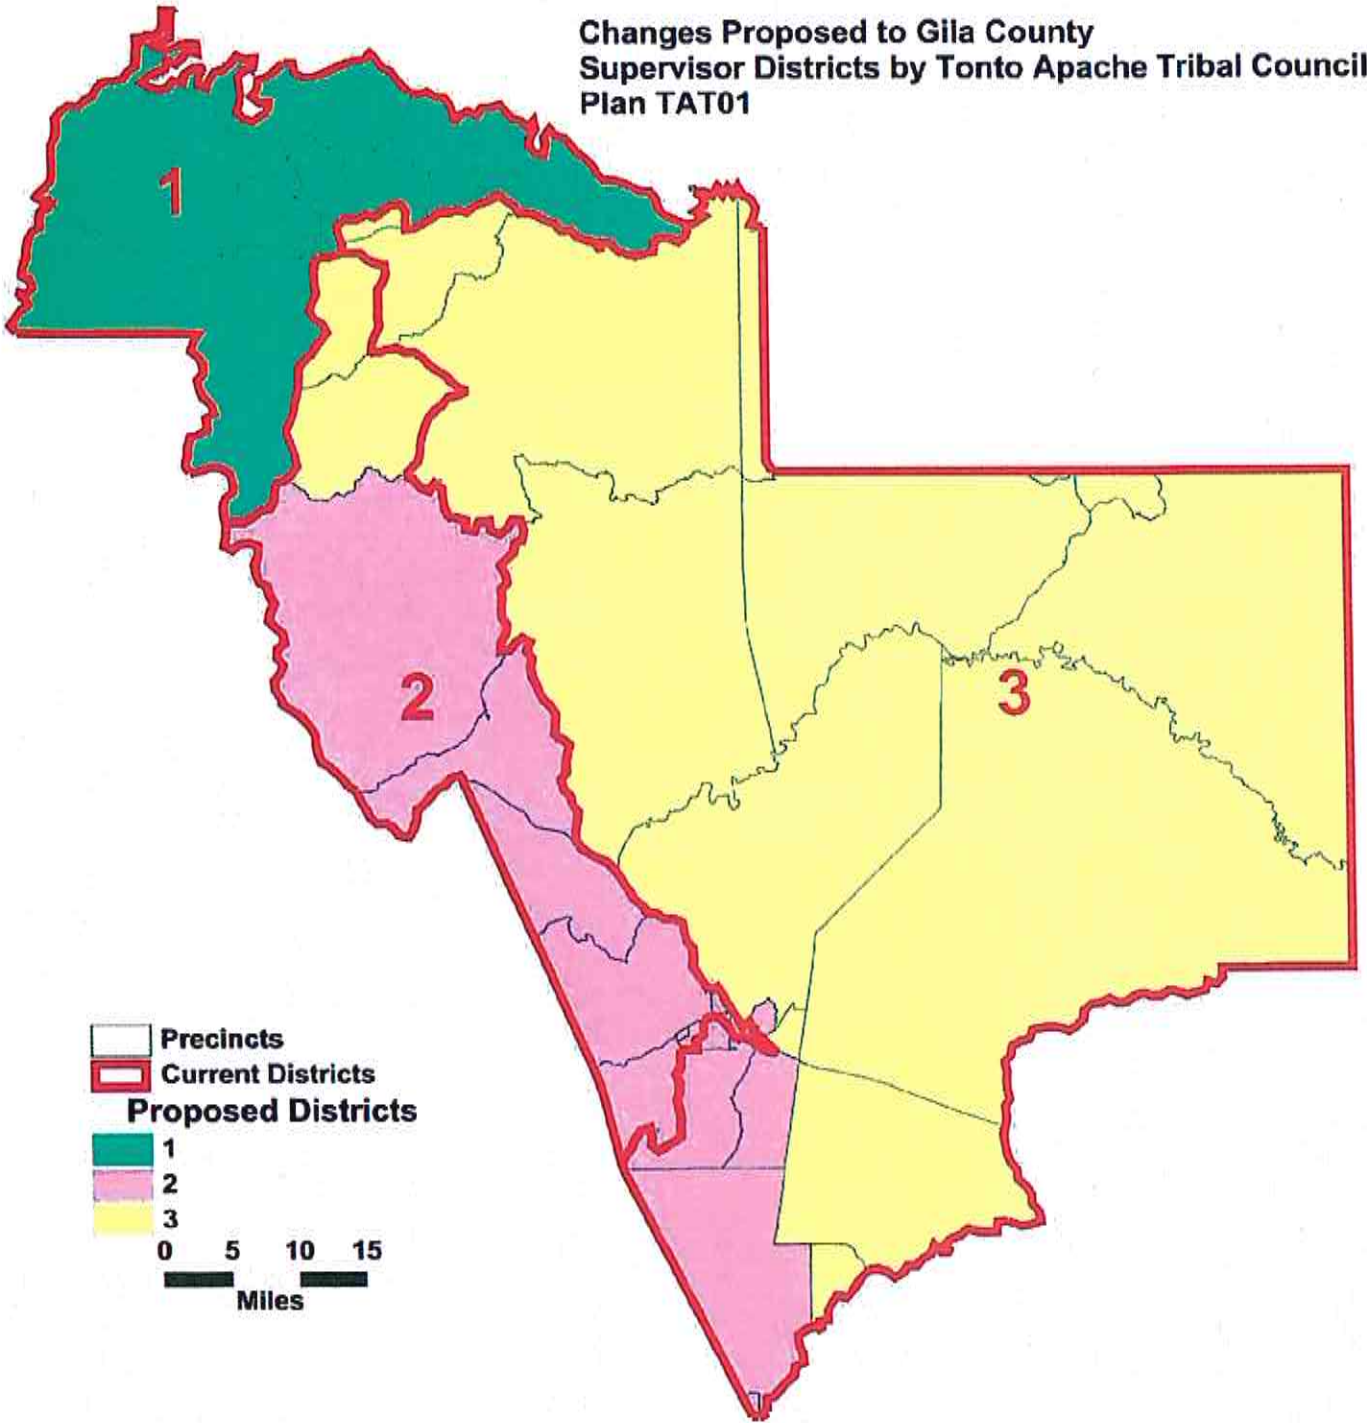 Changes Proposed to Gila County
Supervisor Districts by Tonto Apache Tribal Council
Plan TAT01
1
2
3
Precincts
Current Districts
Proposed Districts
1
2
3
0 5 10 15
Miles